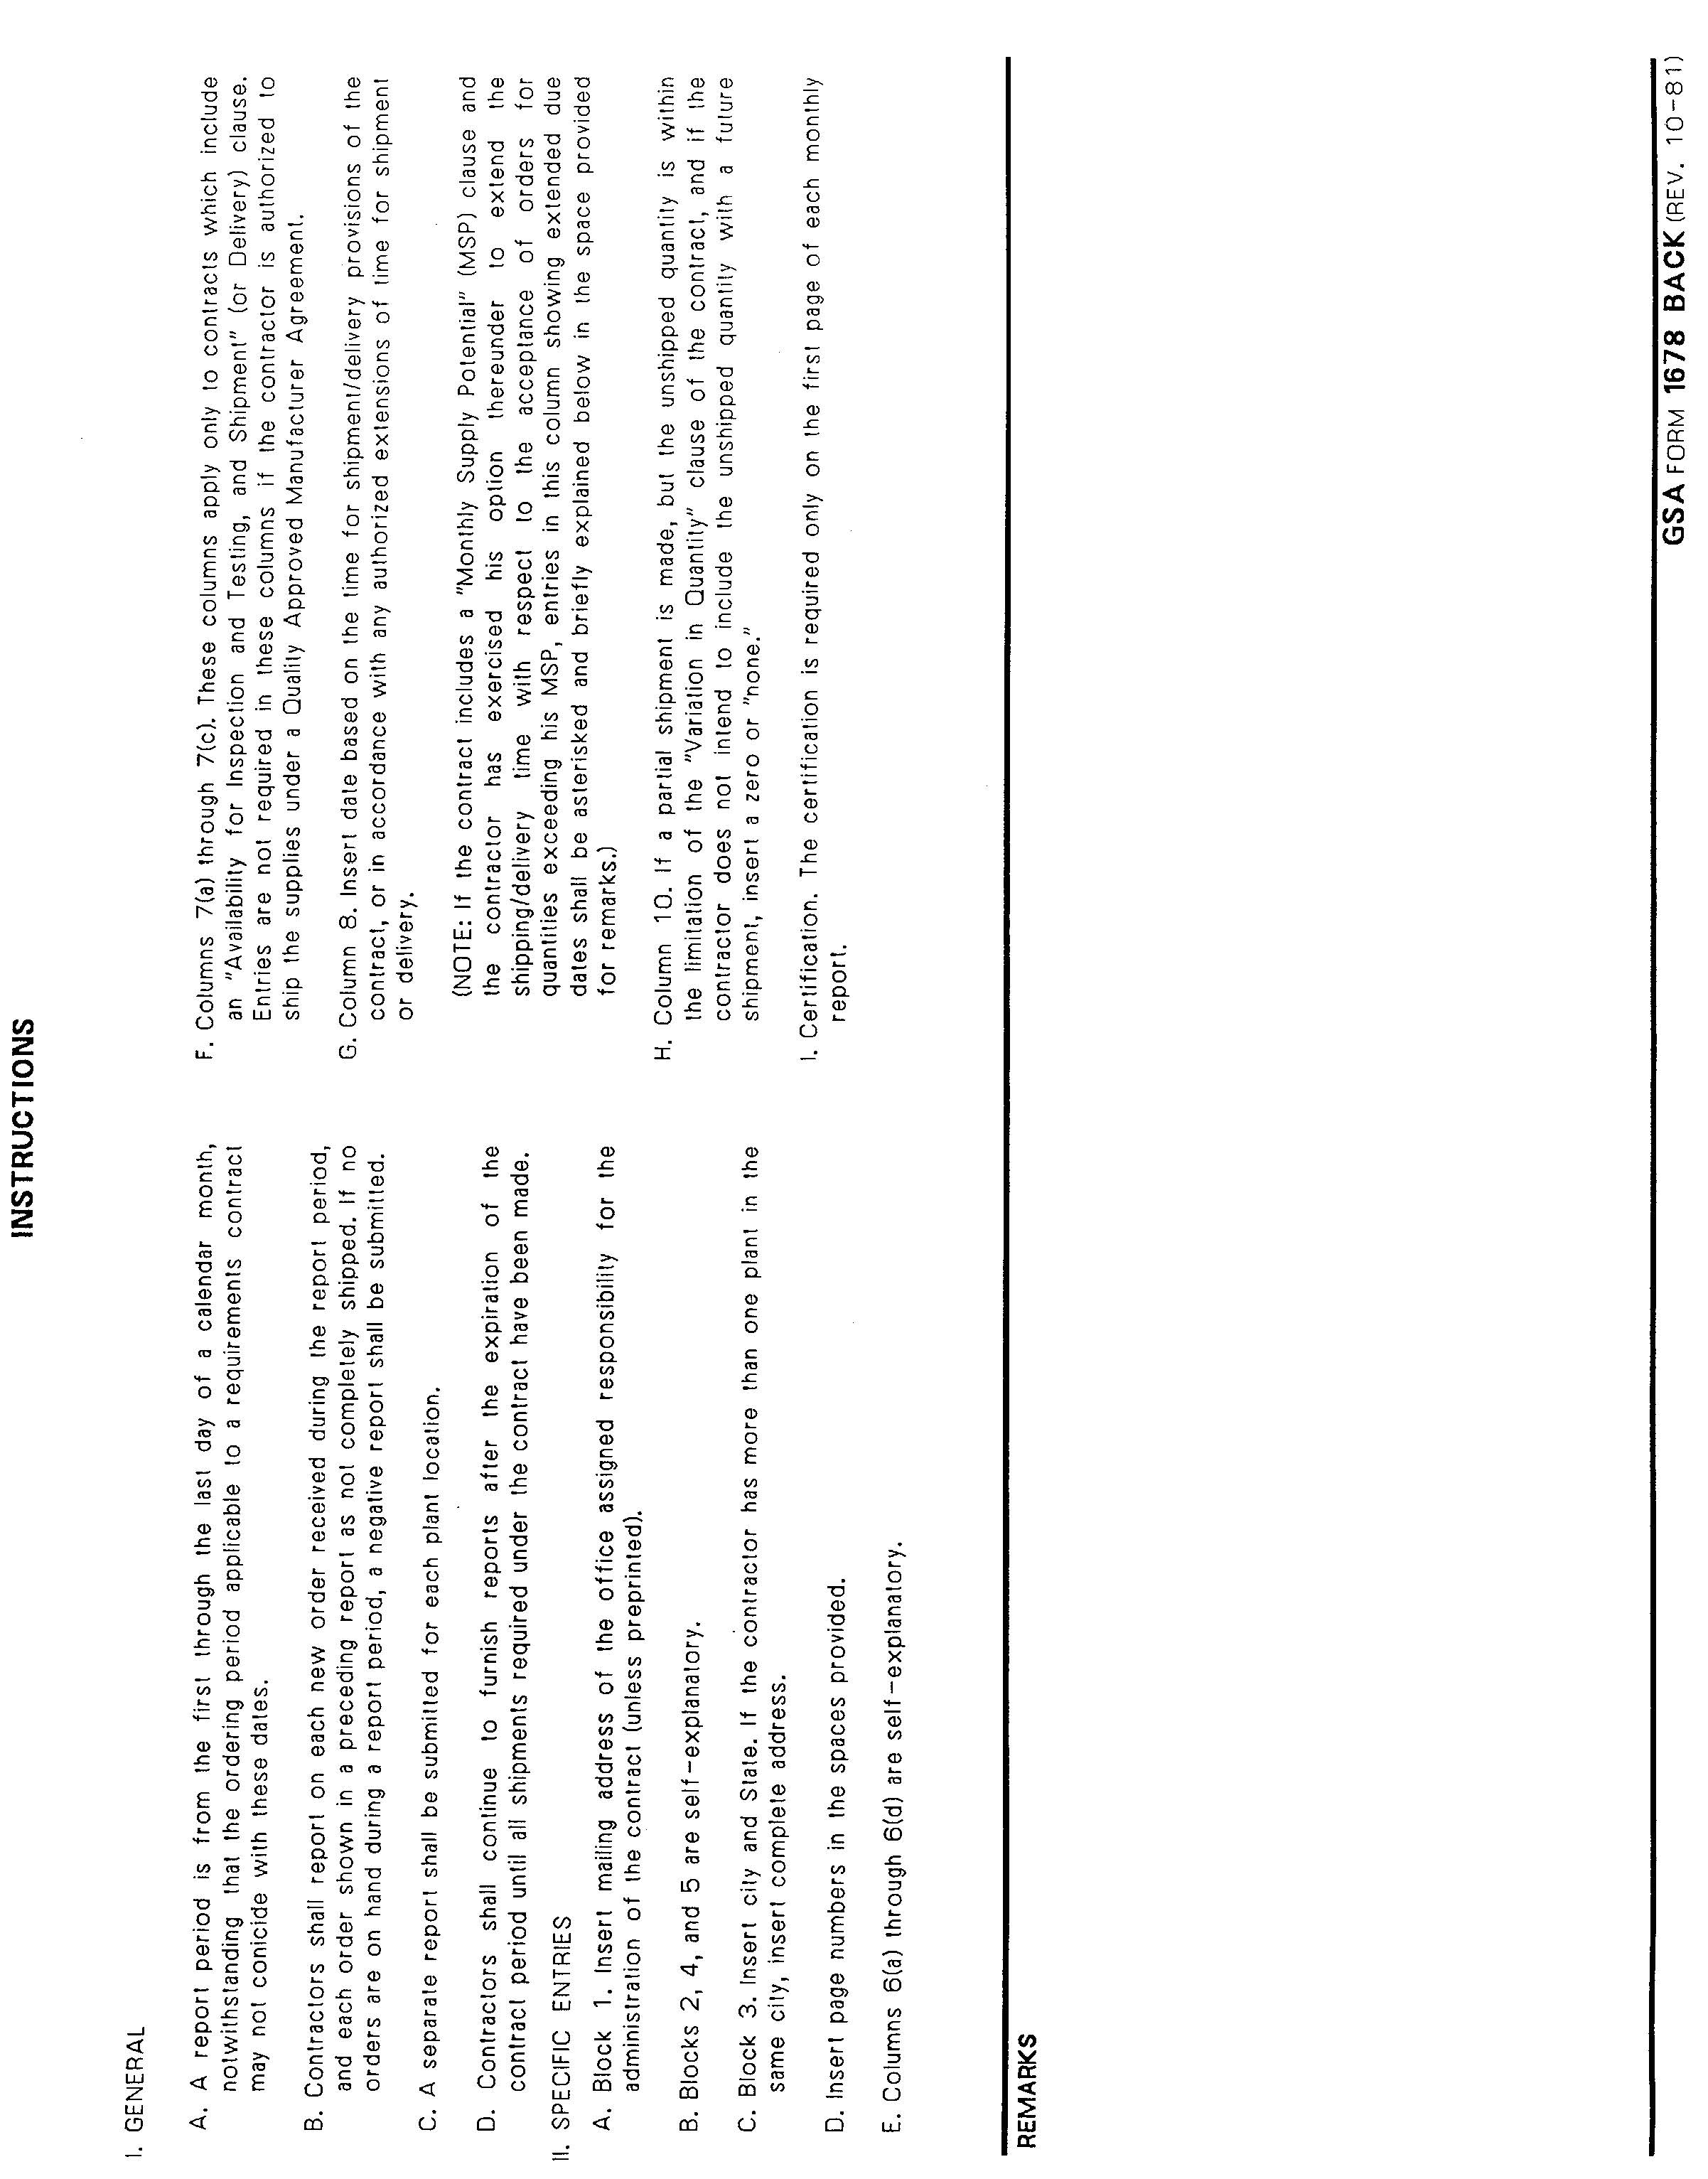 INSTRUCTIONS
I. GENERAL
A. A report period is from the first through the last day of a calendar month,
notwithstanding that the ordering period applicable to a requirements contract
may not conicide with these dates.
B. Contractors shall report on each new order received during the report period,
and each order shown in a preceding report as not completely shipped. If no
orders are on hand during a report period, a negative report shall be submitted.
C. A separate report shall be submitted for each plant location.
D. Contractors shall continue to furnish reports after the expiration of the
contract period until all shipments required under the contract have been made.
II. SPECIFIC ENTRIES
A. Block 1. Insert mailing address of the office assigned responsibility for the
administration of the contract (unless preprinted).
B. Blocks 2, 4, and 5 are self-explanatory.
C. Block 3. Insert city and State. If the contractor has more than one plant in the
same city, insert complete address.
D. Insert page numbers in the spaces provided.
E. Columns 6(a) through 6(d) are self-explanatory.
F. Columns 7(a) through 7(c). These columns apply only to contracts which include
an "Availability for Inspection and Testing, and Shipment" (or Delivery) clause.
Entries are not required in these columns if the contractor is authorized to
ship the supplies under a Quality Approved Manufacturer Agreement.
G. Column 8. Insert date based on the time for shipment/delivery provisions of the
contract, or in accordance with any authorized extensions of time for shipment
or delivery.
(NOTE: If the contract includes a "Monthly Supply Potential" (MSP) clause and
the contractor has exercised his option thereunder to extend the
shipping/delivery time with respect to the acceptance of orders for
quantities exceeding his MSP, entries in this column showing extended due
dates shall be asterisked and briefly explained below in the space provided
for remarks.)
H. Column 10. If a partial shipment is made, but the unshipped quantity is within
the limitation of the "Variation in Quantity" clause of the contract, and if the
contractor does not intend to include the unshipped quantity with a future
shipment, insert a zero or "none."
I. Certification. The certification is required only on the first page of each monthly
report.
REMARKS
GSA FORM 1678 BACK (REV. 10-81)